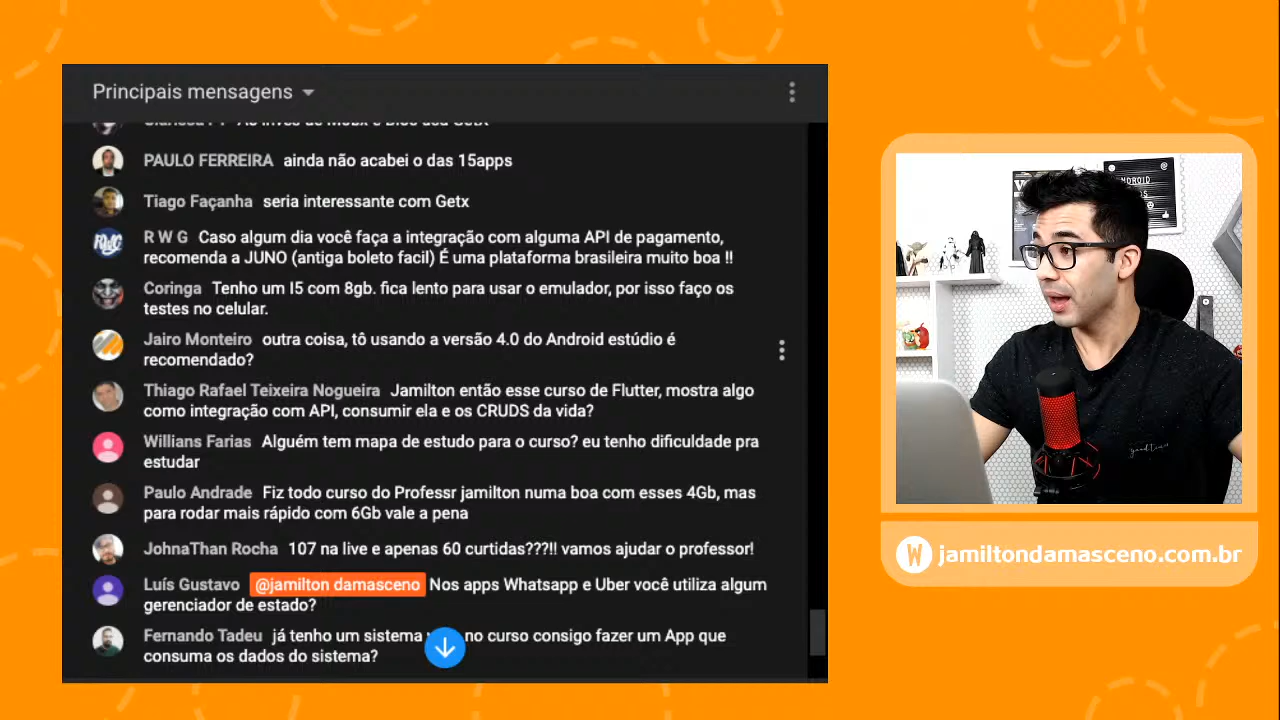 Principais mensagens
PAULO FERREIRA ainda não acabei o das 15apps
Tiago Façanha seria interessante com Getx
R W G Caso algum dia você faça a integração com alguma API de pagamento,
recomenda a JUNO (antiga boleto facil) É uma plataforma brasileira muito boa !!
Coringa Tenho um I5 com 8gb. fica lento para usar o emulador, por isso faço os
testes no celular.
Jairo Monteiro outra coisa, tô usando a versão 4.0 do Android estúdio é
recomendado?
Thiago Rafael Teixeira Nogueira Jamilton então esse curso de Flutter, mostra algo
como integração com API, consumir ela e os CRUDS da vida?
Willians Farias Alguém tem mapa de estudo para o curso? eu tenho dificuldade pra
estudar
Paulo Andrade Fiz todo curso do Professr jamilton numa boa com esses 4Gb, mas
para rodar mais rápido com 6Gb vale a pena
JohnaThan Rocha 107 na live e apenas 60 curtidas???!! vamos ajudar o professor!
Luís Gustavo @jamilton damasceno Nos apps Whatsapp e Uber você utiliza algum
gerenciador de estado?
Fernando Tadeu já tenho um sistema no curso consigo fazer um App que
consuma os dados do sistema?
W jamiltondamasceno.com.br